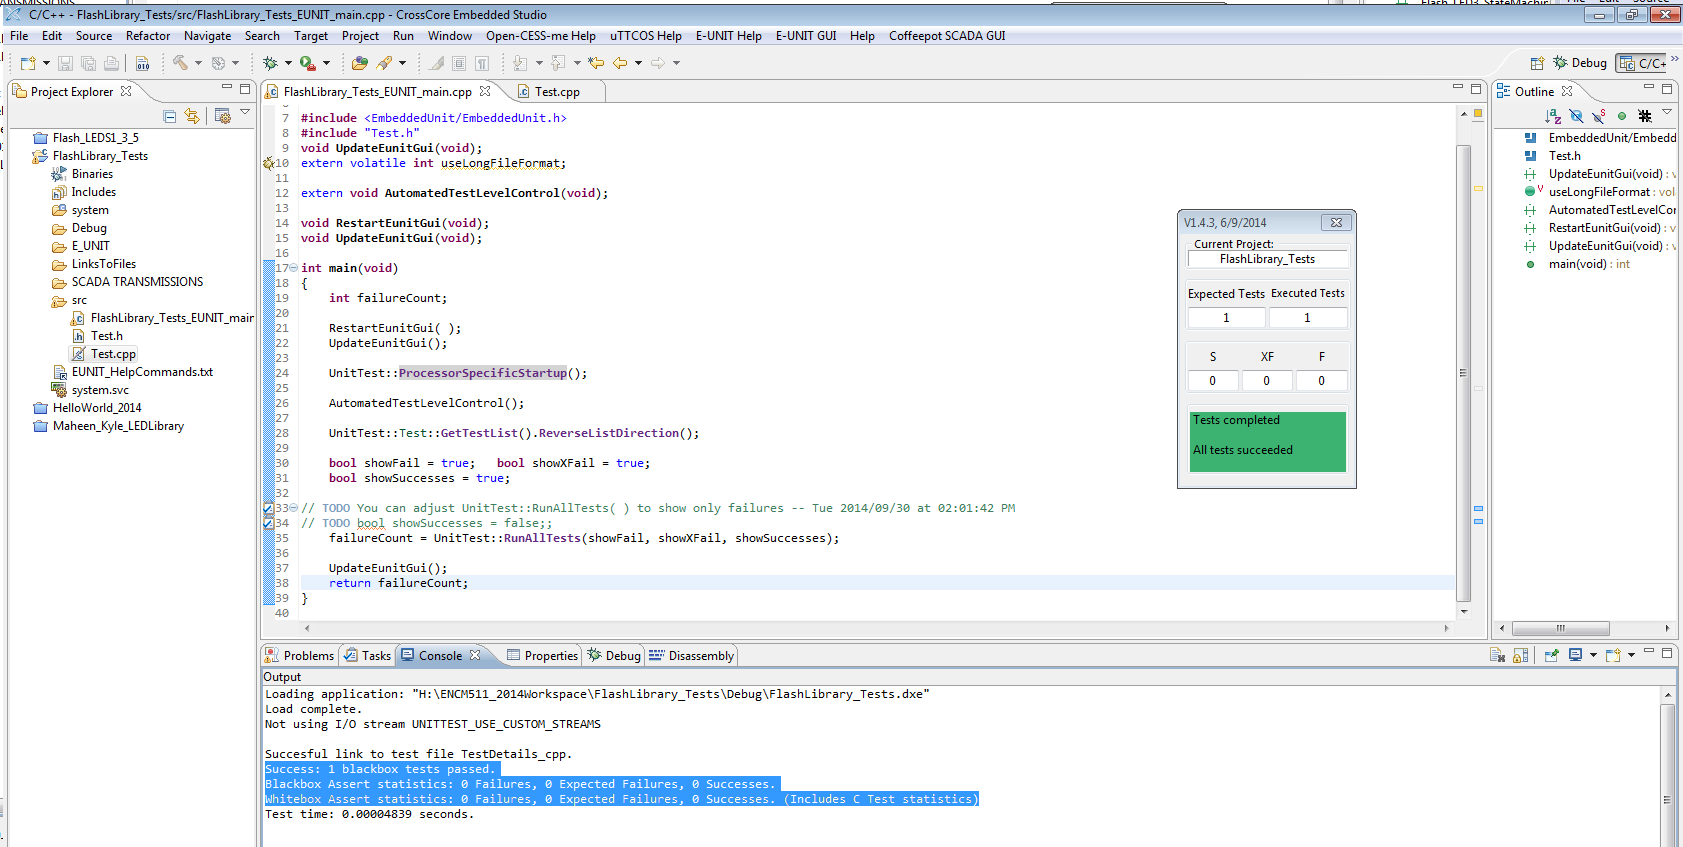 C/C++ - FlashLibrary_Tests/src/FlashLibrary_Tests_EUNIT_main.cpp - CrossCore Embedded Studio
File Edit Source Refactor Navigate Search Target Project Run Window Open-CESS-me Help uTTCOS Help E-UNIT Help E-UNIT GUI Help Coffeepot SCADA GUI
Debug C/C+
Project Explorer
Flash_LEDS1_3_5
FlashLibrary_Tests
Binaries
Includes
system
Debug
E_UNIT
LinksToFiles
SCADA TRANSMISSIONS
src
FlashLibrary_Tests_EUNIT_main
Test.h
Test.cpp
EUNIT_HelpCommands.txt
system.svc
HelloWorld_2014
Maheen_Kyle_LEDLibrary
FlashLibrary_Tests_EUNIT_main.cpp Test.cpp
7 #include <EmbeddedUnit/EmbeddedUnit.h>
8 #include "Test.h"
9 void UpdateEunitGui(void);
10 extern volatile int useLongFileFormat;
11
12 extern void AutomatedTestLevelControl(void);
13
14 void RestartEunitGui(void);
15 void UpdateEunitGui(void);
16
17 int main(void)
18 {
19 int failureCount;
20
21 RestartEunitGui( );
22 UpdateEunitGui();
23
24 UnitTest::ProcessorSpecificStartup();
25
26 AutomatedTestLevelControl();
27
28 UnitTest::Test::GetTestList().ReverseListDirection();
29
30 bool showFail = true; bool showXFail = true;
31 bool showSuccesses = true;
32
33 // TODO You can adjust UnitTest::RunAllTests( ) to show only failures -- Tue 2014/09/30 at 02:01:42 PM
34 // TODO bool showSuccesses = false;;
35 failureCount = UnitTest::RunAllTests(showFail, showXFail, showSuccesses);
36
37 UpdateEunitGui();
38 return failureCount;
39 }
40
V1.4.3, 6/9/2014
Current Project:
FlashLibrary_Tests
Expected Tests Executed Tests
1 1
S XF F
0 0 0
Tests completed
All tests succeeded
Outline
EmbeddedUnit/Embedd
Test.h
UpdateEunitGui(void) : v
useLongFileFormat : vol
AutomatedTestLevelCor
RestartEunitGui(void) : v
UpdateEunitGui(void) : v
main(void) : int
Problems Tasks Console Properties Debug Disassembly
Output
Loading application: "H:\ENCM511_2014Workspace\FlashLibrary_Tests\Debug\FlashLibrary_Tests.dxe"
Load complete.
Not using I/O stream UNITTEST_USE_CUSTOM_STREAMS
Succesful link to test file TestDetails_cpp.
Success: 1 blackbox tests passed.
Blackbox Assert statistics: 0 Failures, 0 Expected Failures, 0 Successes.
Whitebox Assert statistics: 0 Failures, 0 Expected Failures, 0 Successes. (Includes C Test statistics)
Test time: 0.00004839 seconds.